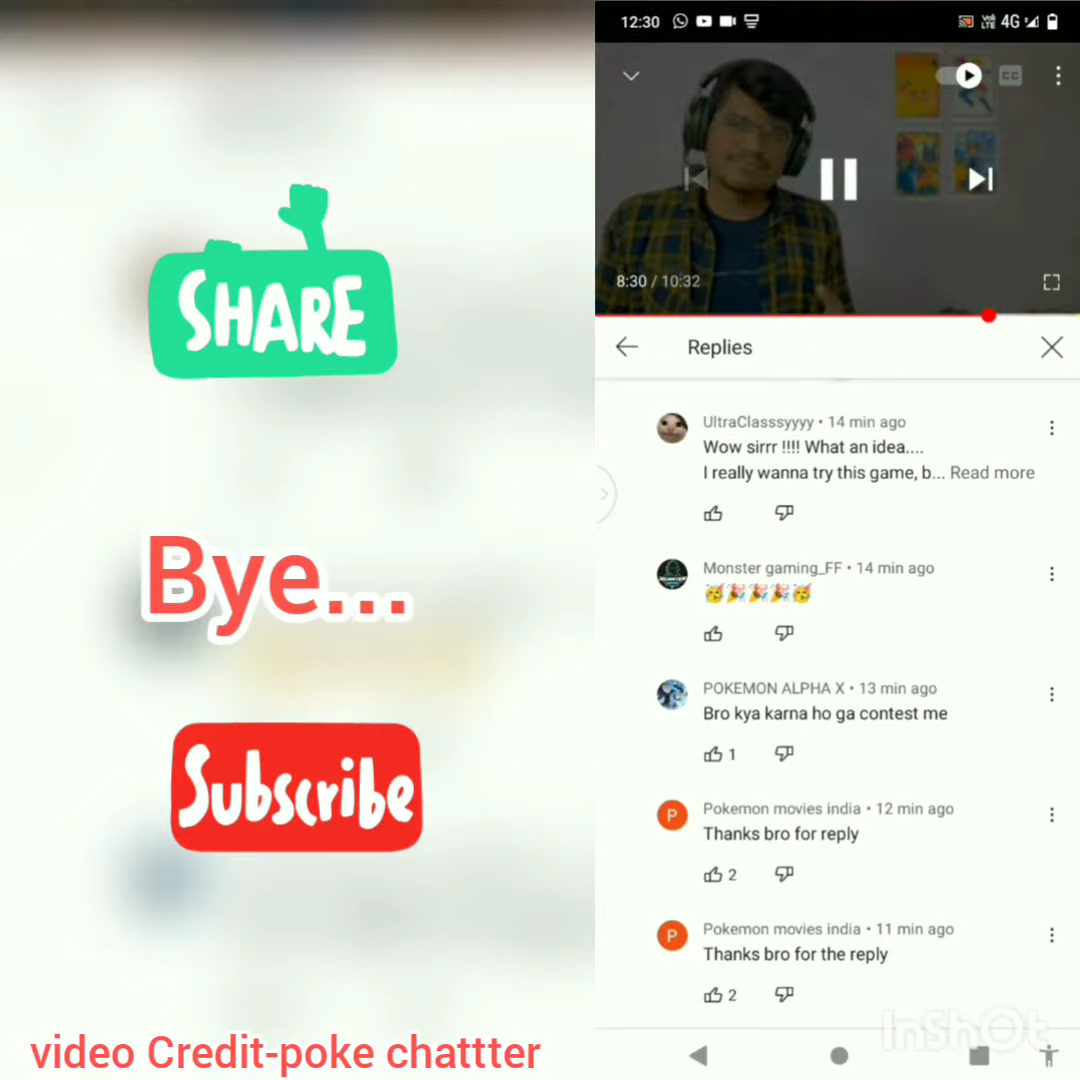 SHARE
Bye...
Subscribe
video Credit-poke chattter
12:30
Vo)
LTE
4G
CC
8:30 / 10:32
Replies
UltraClasssyyyy • 14 min ago
Wow sirrr !!!! What an idea....
I really wanna try this game, b... Read more
Monster gaming_FF • 14 min ago
🥳🎉🎉🎉🥳
POKEMON ALPHA X • 13 min ago
Bro kya karna ho ga contest me
1
P
Pokemon movies india • 12 min ago
Thanks bro for reply
2
P
Pokemon movies india • 11 min ago
Thanks bro for the reply
2
InShOt